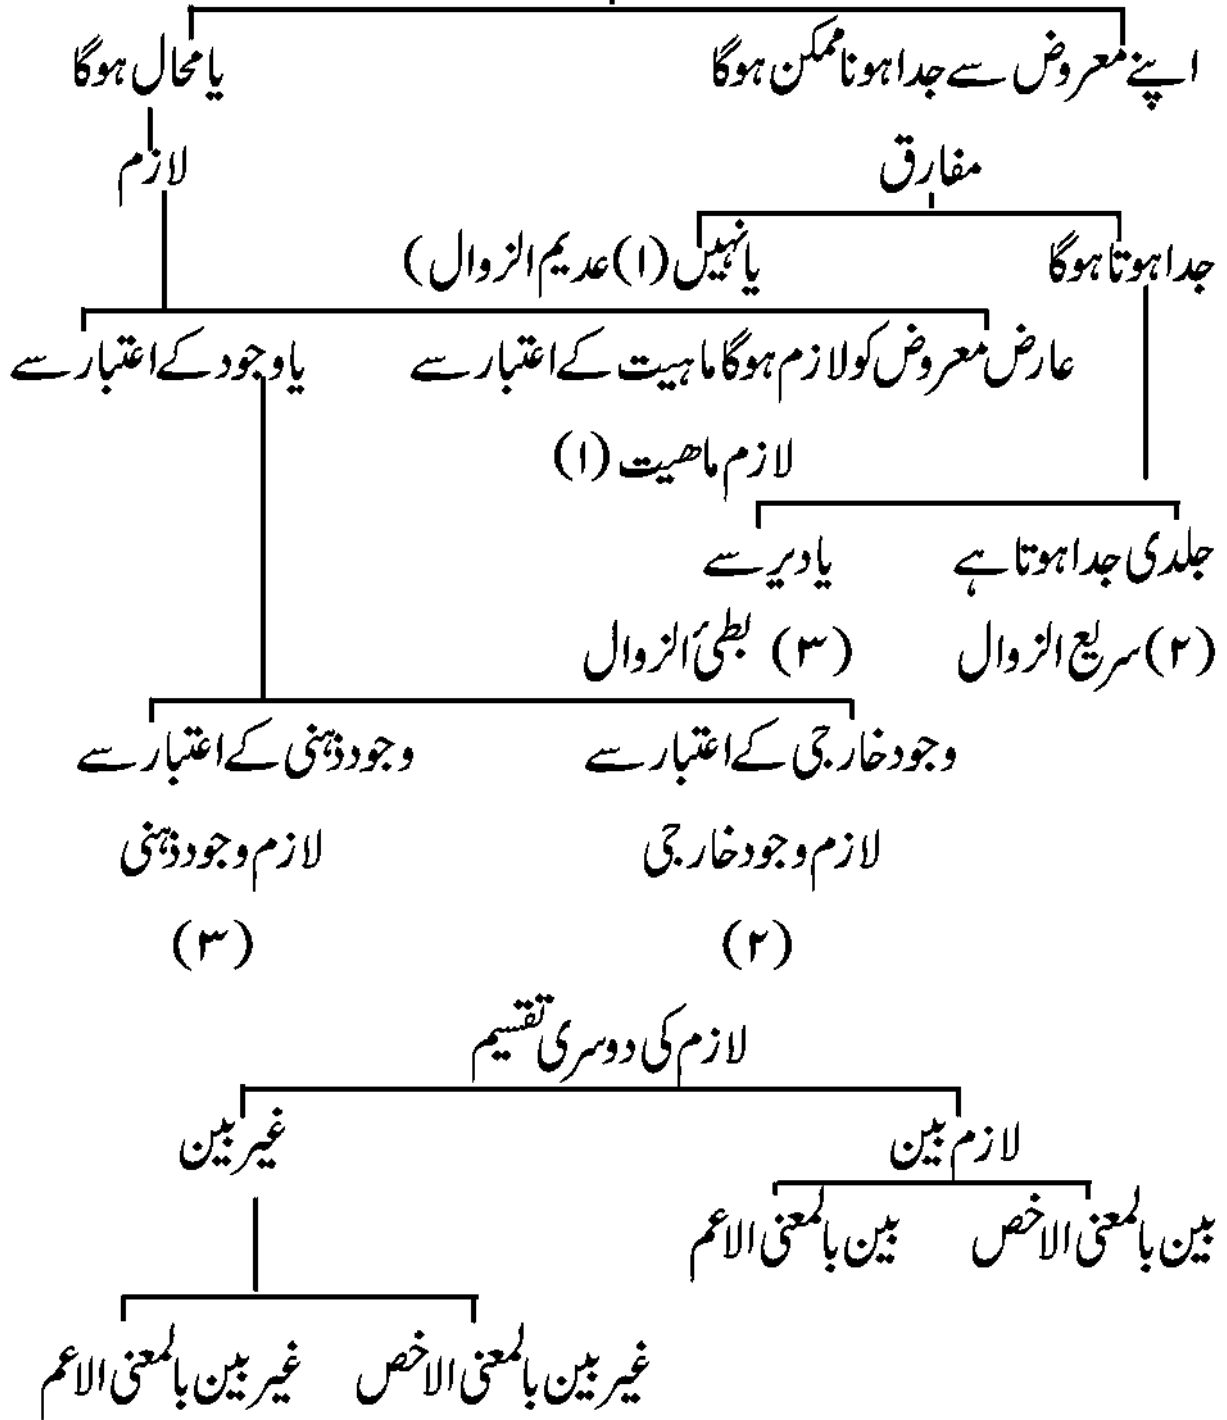 اپنے معروض سے جدا ہونا ممکن ہوگا یا محال ہوگا
مفارق لازم
جدا ہوتا ہوگا یا نہیں (۱) عدیم الزوال)
عارض معروض کو لازم ہوگا ماہیت کے اعتبار سے یا وجود کے اعتبار سے
لازم ماھیت (۱)
جلدی جدا ہوتا ہے یا دیر سے
(۲) سریع الزوال (۳) بطئ الزوال
وجود خارجی کے اعتبار سے وجود ذہنی کے اعتبار سے
لازم وجود خارجی لازم وجود ذہنی
(۲) (۳)
لازم کی دوسری تقسیم
لازم بین غیر بین
بین بالمعنی الاخص بین بالمعنی الاعم
غیر بین بالمعنی الاخص غیر بین بالمعنی الاعم